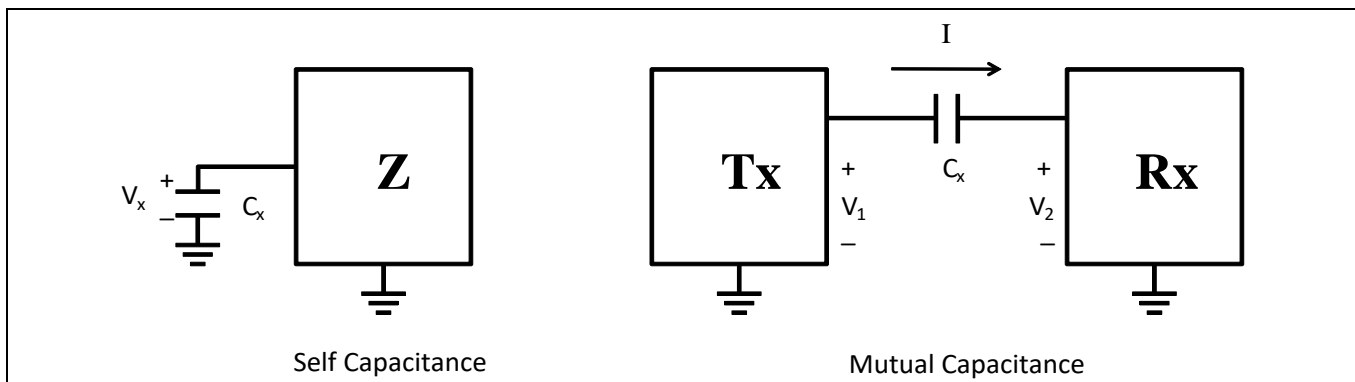 I
Z
Tx
Rx
+
Vₓ
–
Cₓ
+
V₁
–
Cₓ
+
V₂
–
Self Capacitance
Mutual Capacitance